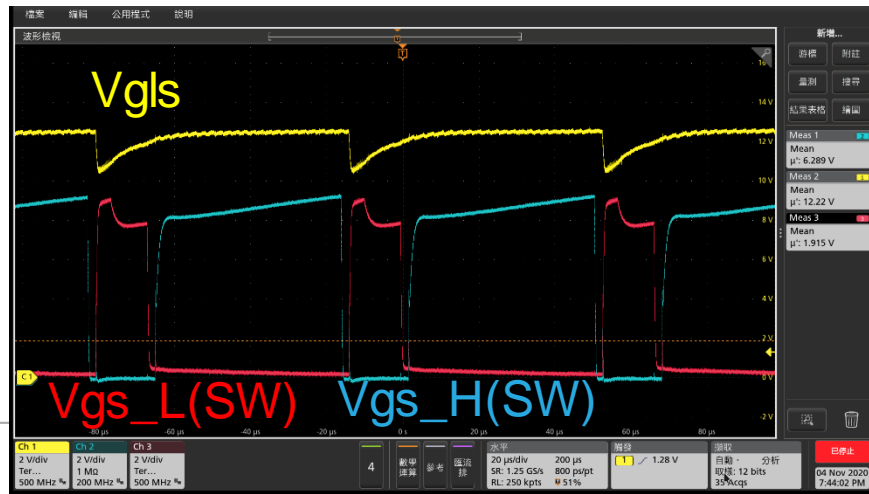 檔案 編輯 公用程式 說明
波形檢視
新增...
游標 附註
量測 搜尋
結果表格 繪圖
Meas 1 2
Mean
µ': 6.289 V
Meas 2 1
Mean
µ': 12.22 V
Meas 3 3
Mean
µ': 1.915 V
Vgls
16
14 V
12 V
10 V
8 V
6 V
4 V
2 V
0 V
-2 V
C1
Vgs_L(SW) Vgs_H(SW)
-80 µs -60 µs -40 µs -20 µs 0 s 20 µs 40 µs 60 µs 80 µs
Ch 1
2 V/div
Ter...
500 MHz
Ch 2
2 V/div
1 MΩ
200 MHz
Ch 3
2 V/div
Ter...
500 MHz
4
數學運算
參考
匯流排
水平
20 µs/div 200 µs
SR: 1.25 GS/s 800 ps/pt
RL: 250 kpts 51%
觸發
1 1.28 V
擷取
自動, 分析
取樣: 12 bits
35 Acqs
已停止
04 Nov 2020
7:44:02 PM